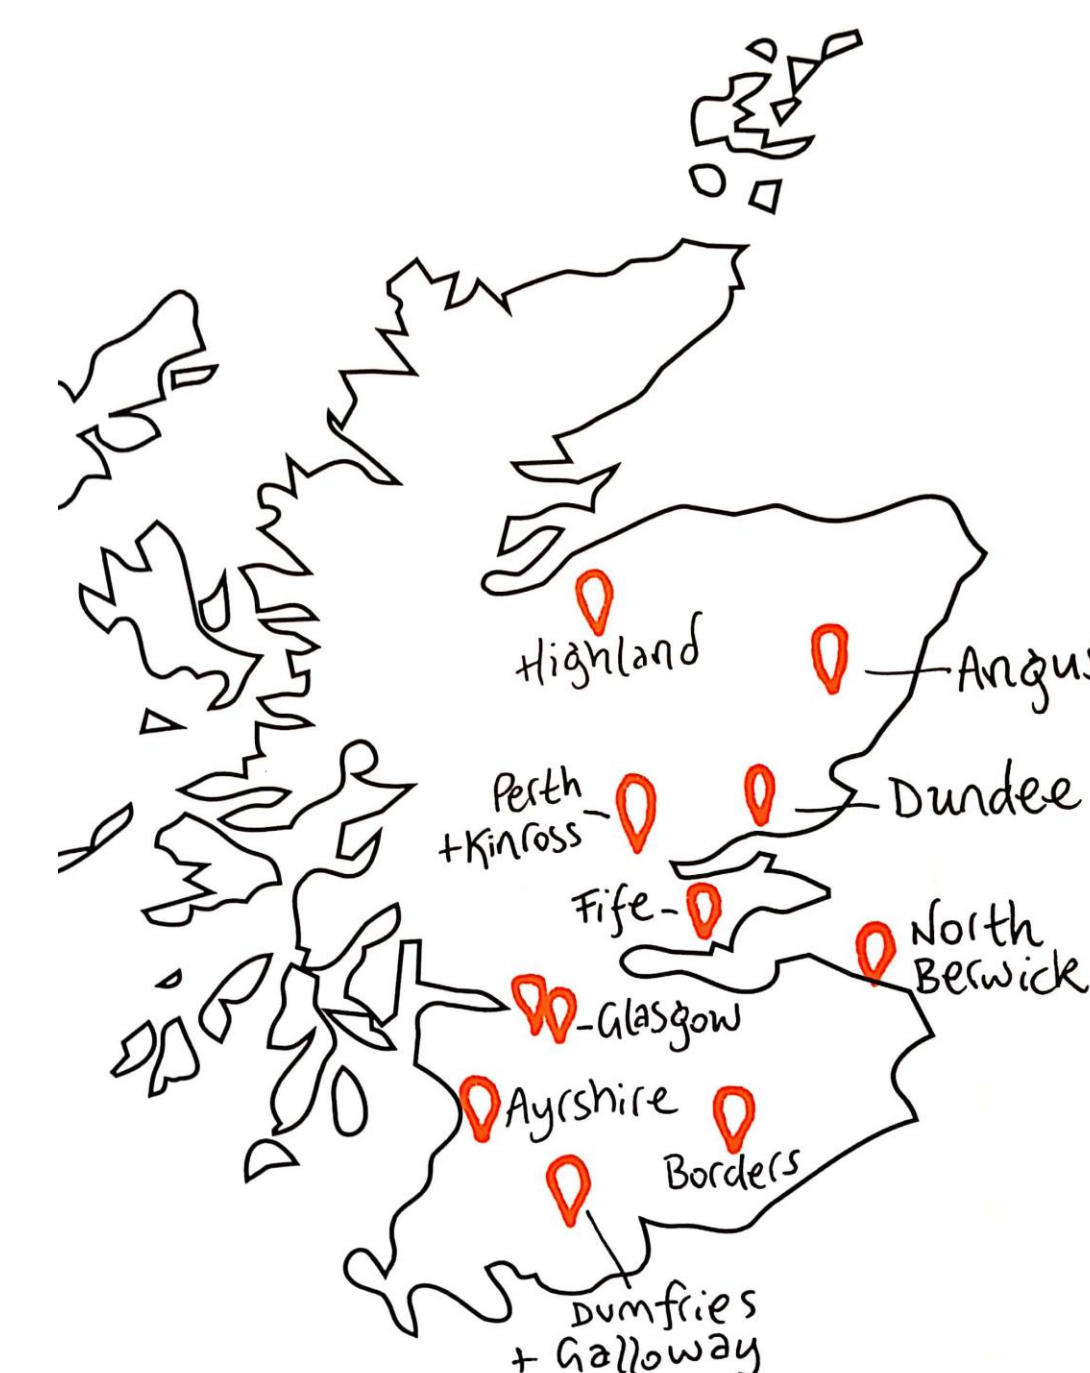 Highland
Angus
Perth
+Kinross
Dundee
Fife
North
Berwick
Glasgow
Ayrshire
Borders
Dumfries
+ Galloway